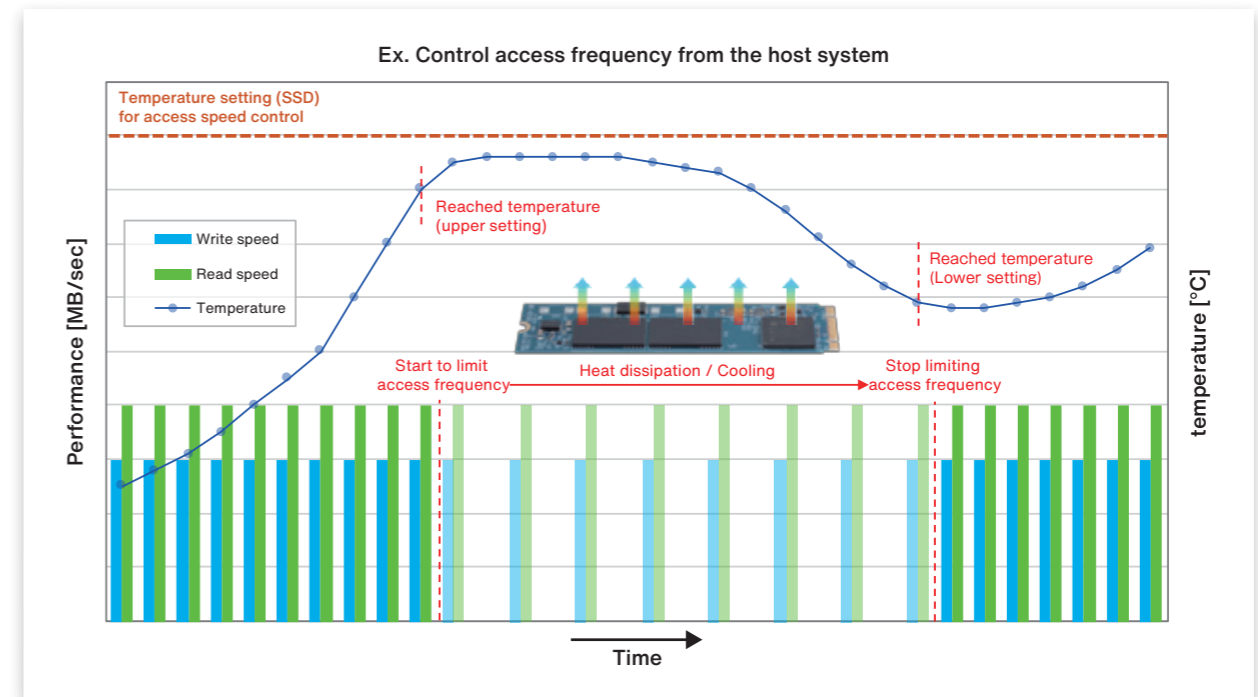 Ex. Control access frequency from the host system
Temperature setting (SSD)
for access speed control
Reached temperature
(upper setting)
Write speed
Read speed
Temperature
Reached temperature
(Lower setting)
Performance [MB/sec]
temperature [°C]
Start to limit
access frequency
Heat dissipation / Cooling
Stop limiting
access frequency
Time